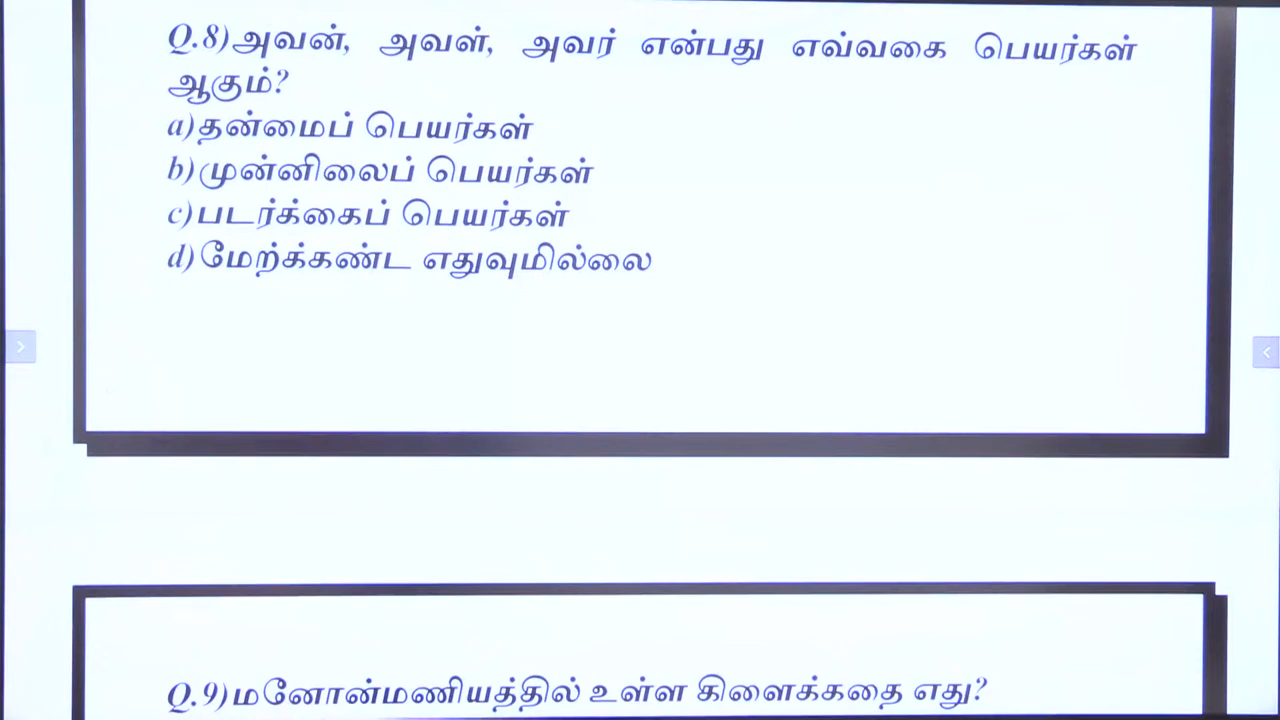 Q.8)அவன், அவள், அவர் என்பது எவ்வகை பெயர்கள்
ஆகும்?
a)தன்மைப் பெயர்கள்
b)முன்னிலைப் பெயர்கள்
c)படர்க்கைப் பெயர்கள்
d)மேற்க்கண்ட எதுவுமில்லை
Q.9)மனோன்மணியத்தில் உள்ள கிளைக்கதை எது?